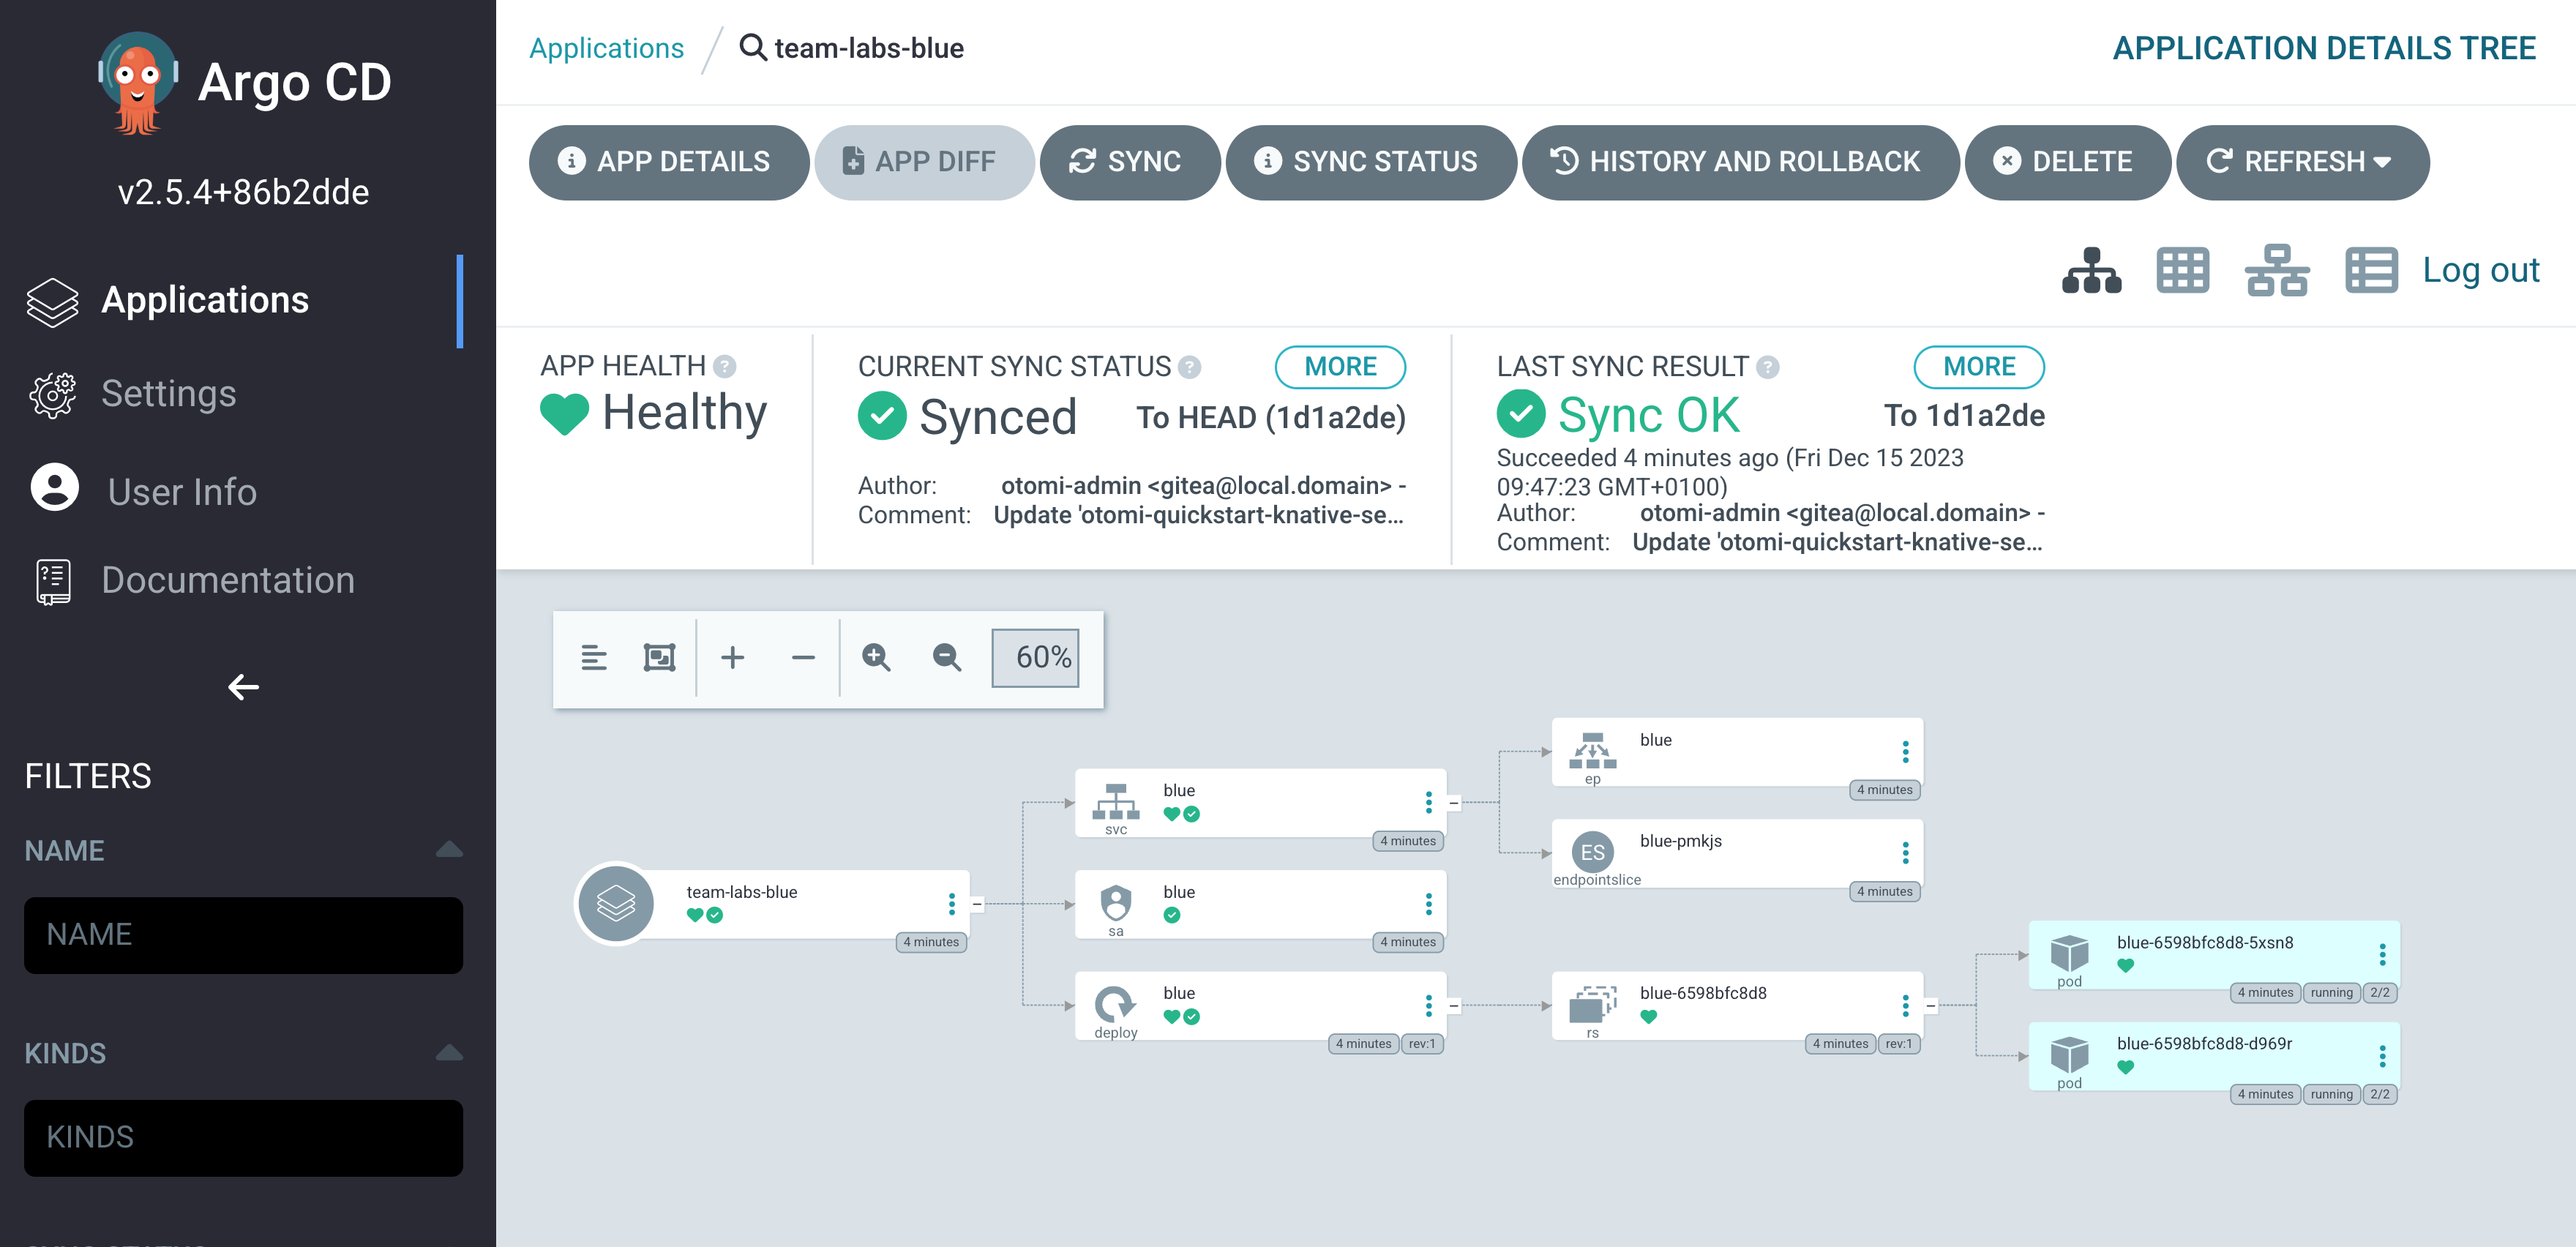 Argo CD
v2.5.4+86b2dde
Applications
Settings
User Info
Documentation
FILTERS
NAME
NAME
KINDS
KINDS
Applications / team-labs-blue
APPLICATION DETAILS TREE
APP DETAILS
APP DIFF
SYNC
SYNC STATUS
HISTORY AND ROLLBACK
DELETE
REFRESH
Log out
APP HEALTH ?
Healthy
CURRENT SYNC STATUS ? MORE
Synced To HEAD (1d1a2de)
Author: otomi-admin <gitea@local.domain> -
Comment: Update 'otomi-quickstart-knative-se...
LAST SYNC RESULT ? MORE
Sync OK To 1d1a2de
Succeeded 4 minutes ago (Fri Dec 15 2023
09:47:23 GMT+0100)
Author: otomi-admin <gitea@local.domain> -
Comment: Update 'otomi-quickstart-knative-se...
60%
team-labs-blue
4 minutes
blue
svc
4 minutes
blue
sa
4 minutes
blue
deploy
4 minutes rev:1
blue
ep
4 minutes
ES
blue-pmkjs
endpointslice
4 minutes
blue-6598bfc8d8
rs
4 minutes rev:1
blue-6598bfc8d8-5xsn8
pod
4 minutes running 2/2
blue-6598bfc8d8-d969r
pod
4 minutes running 2/2